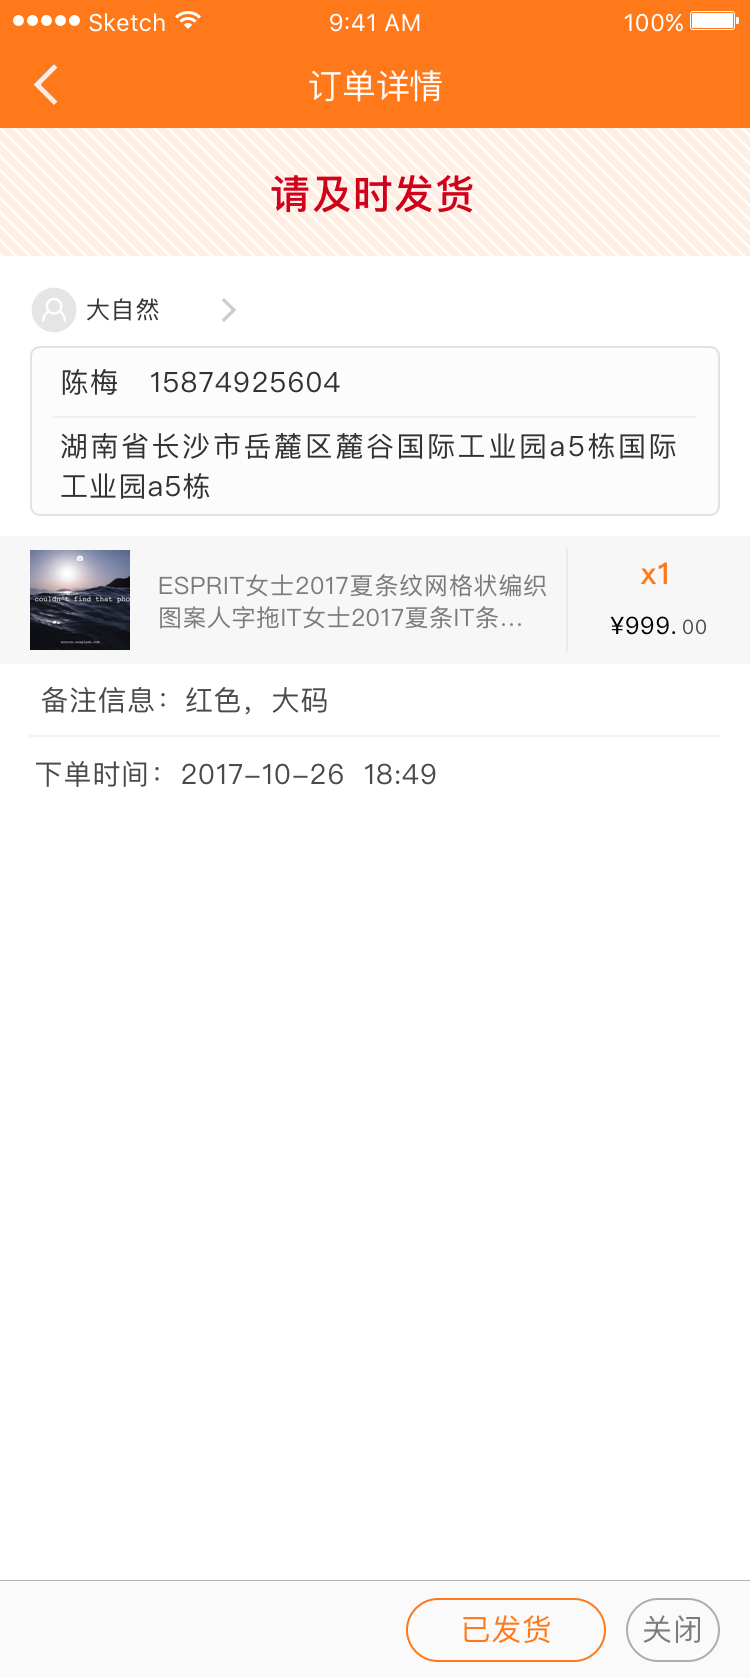 Sketch 9:41 AM 100%
订单详情
请及时发货
大自然
陈梅 15874925604
湖南省长沙市岳麓区麓谷国际工业园a5栋国际
工业园a5栋
couldn't find that pho
source.unsplash.com
ESPRIT女士2017夏条纹网格状编织
图案人字拖IT女士2017夏条IT条...
x1
¥999.00
备注信息：红色，大码
下单时间：2017-10-26 18:49
已发货
关闭